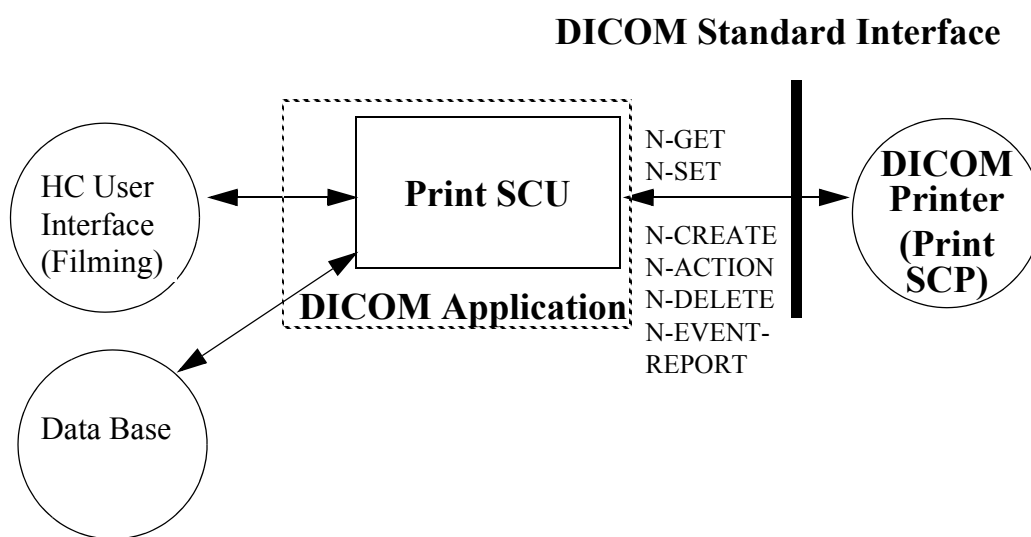 DICOM Standard Interface
HC User
Interface
(Filming)
Print SCU
DICOM Application
N-GET
N-SET
N-CREATE
N-ACTION
N-DELETE
N-EVENT-
REPORT
DICOM
Printer
(Print
SCP)
Data Base